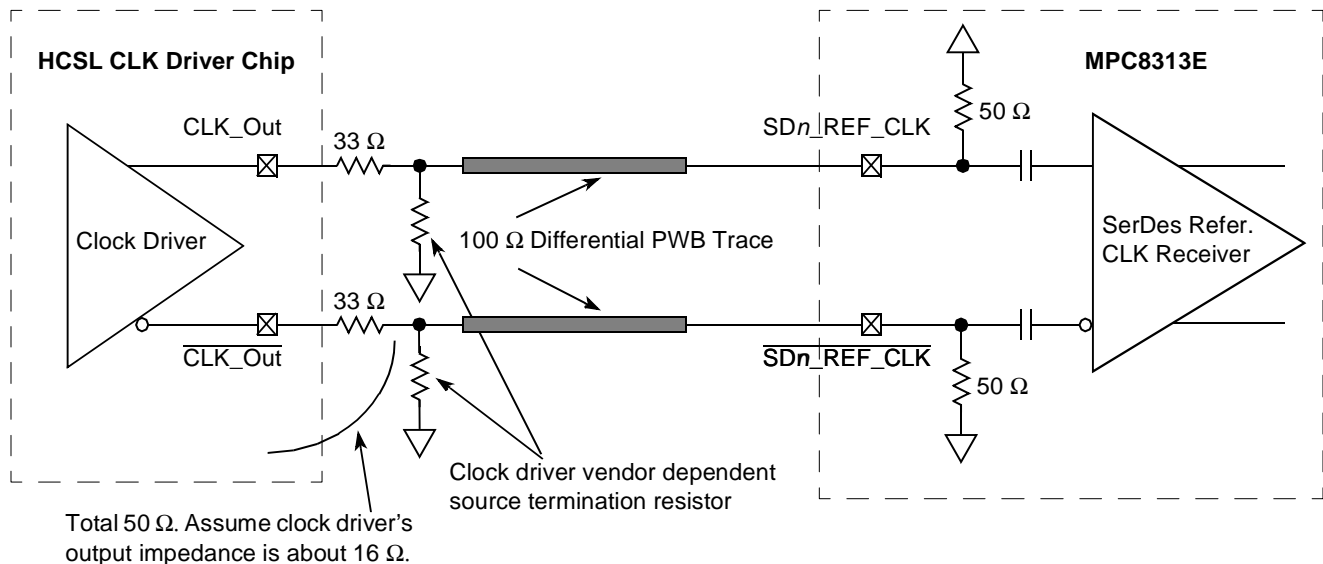 HCSL CLK Driver Chip
MPC8313E
CLK_Out
33 Ω
SDn_REF_CLK
50 Ω
Clock Driver
100 Ω Differential PWB Trace
SerDes Refer.
CLK Receiver
33 Ω
CLK_Out
SDn_REF_CLK
50 Ω
Clock driver vendor dependent
source termination resistor
Total 50 Ω. Assume clock driver's
output impedance is about 16 Ω.